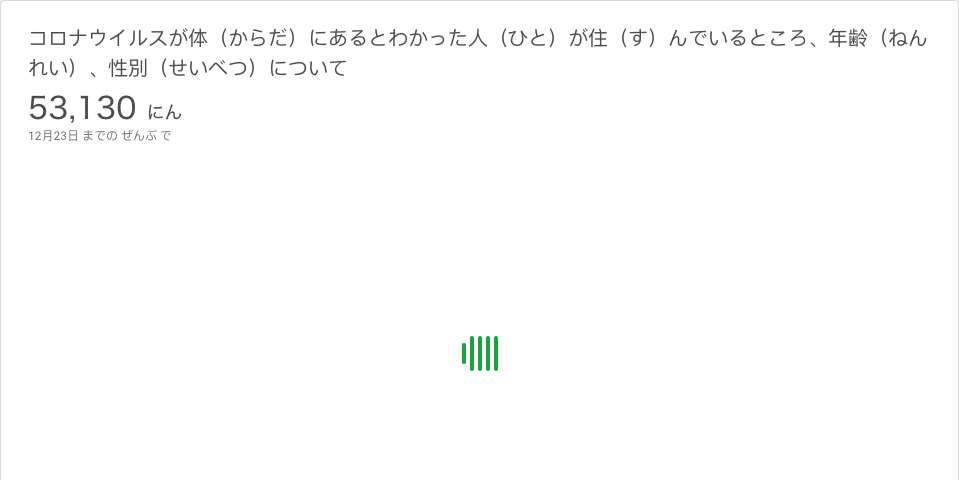 コロナウイルスが体（からだ）にあるとわかった人（ひと）が住（す）んでいるところ、年齢（ねん
れい）、性別（せいべつ）について
53,130 にん
12月23日 までの ぜんぶ で